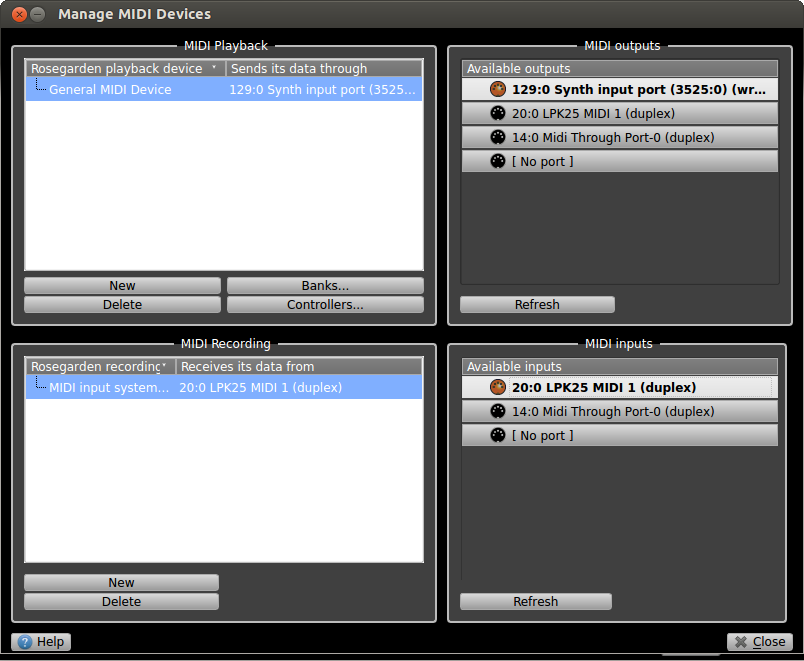 Manage MIDI Devices
MIDI Playback
Rosegarden playback device Sends its data through
General MIDI Device 129:0 Synth input port (3525...
New Banks...
Delete Controllers...
MIDI outputs
Available outputs
129:0 Synth input port (3525:0) (wr...
20:0 LPK25 MIDI 1 (duplex)
14:0 Midi Through Port-0 (duplex)
[ No port ]
Refresh
MIDI Recording
Rosegarden recording Receives its data from
MIDI input system... 20:0 LPK25 MIDI 1 (duplex)
New
Delete
MIDI inputs
Available inputs
20:0 LPK25 MIDI 1 (duplex)
14:0 Midi Through Port-0 (duplex)
[ No port ]
Refresh
? Help Close